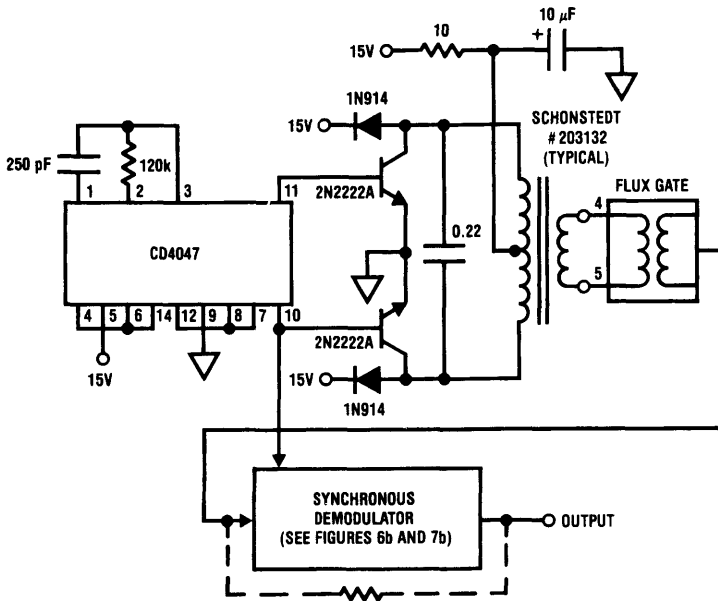 10 µF
10
+
15V
1N914
SCHONSTEDT
# 203132
(TYPICAL)
15V
250 pF
120k
FLUX GATE
1 2 3
11
2N2222A
4
CD4047
0.22
5
4 5 6 14 12 9 8 7 10
2N2222A
15V
15V
1N914
SYNCHRONOUS
DEMODULATOR
(SEE FIGURES 6b AND 7b)
OUTPUT